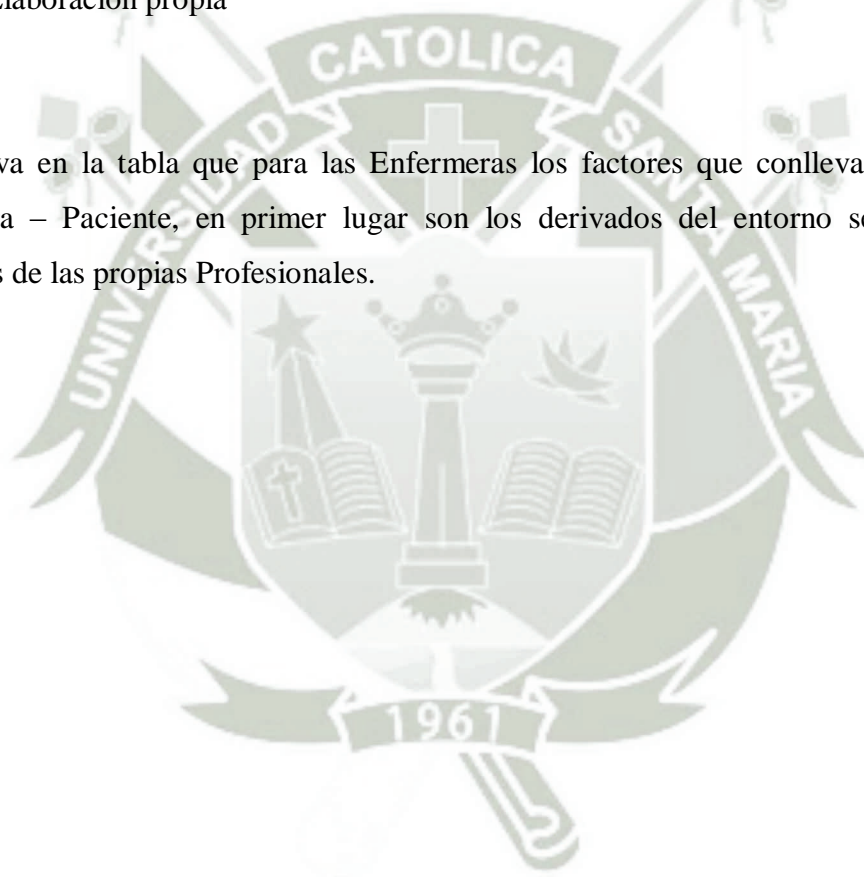 Elaboración propia
va en la tabla que para las Enfermeras los factores que conlleva
a – Paciente, en primer lugar son los derivados del entorno
s de las propias Profesionales.
UNIVERSIDAD CATOLICA SANTA MARIA
1961